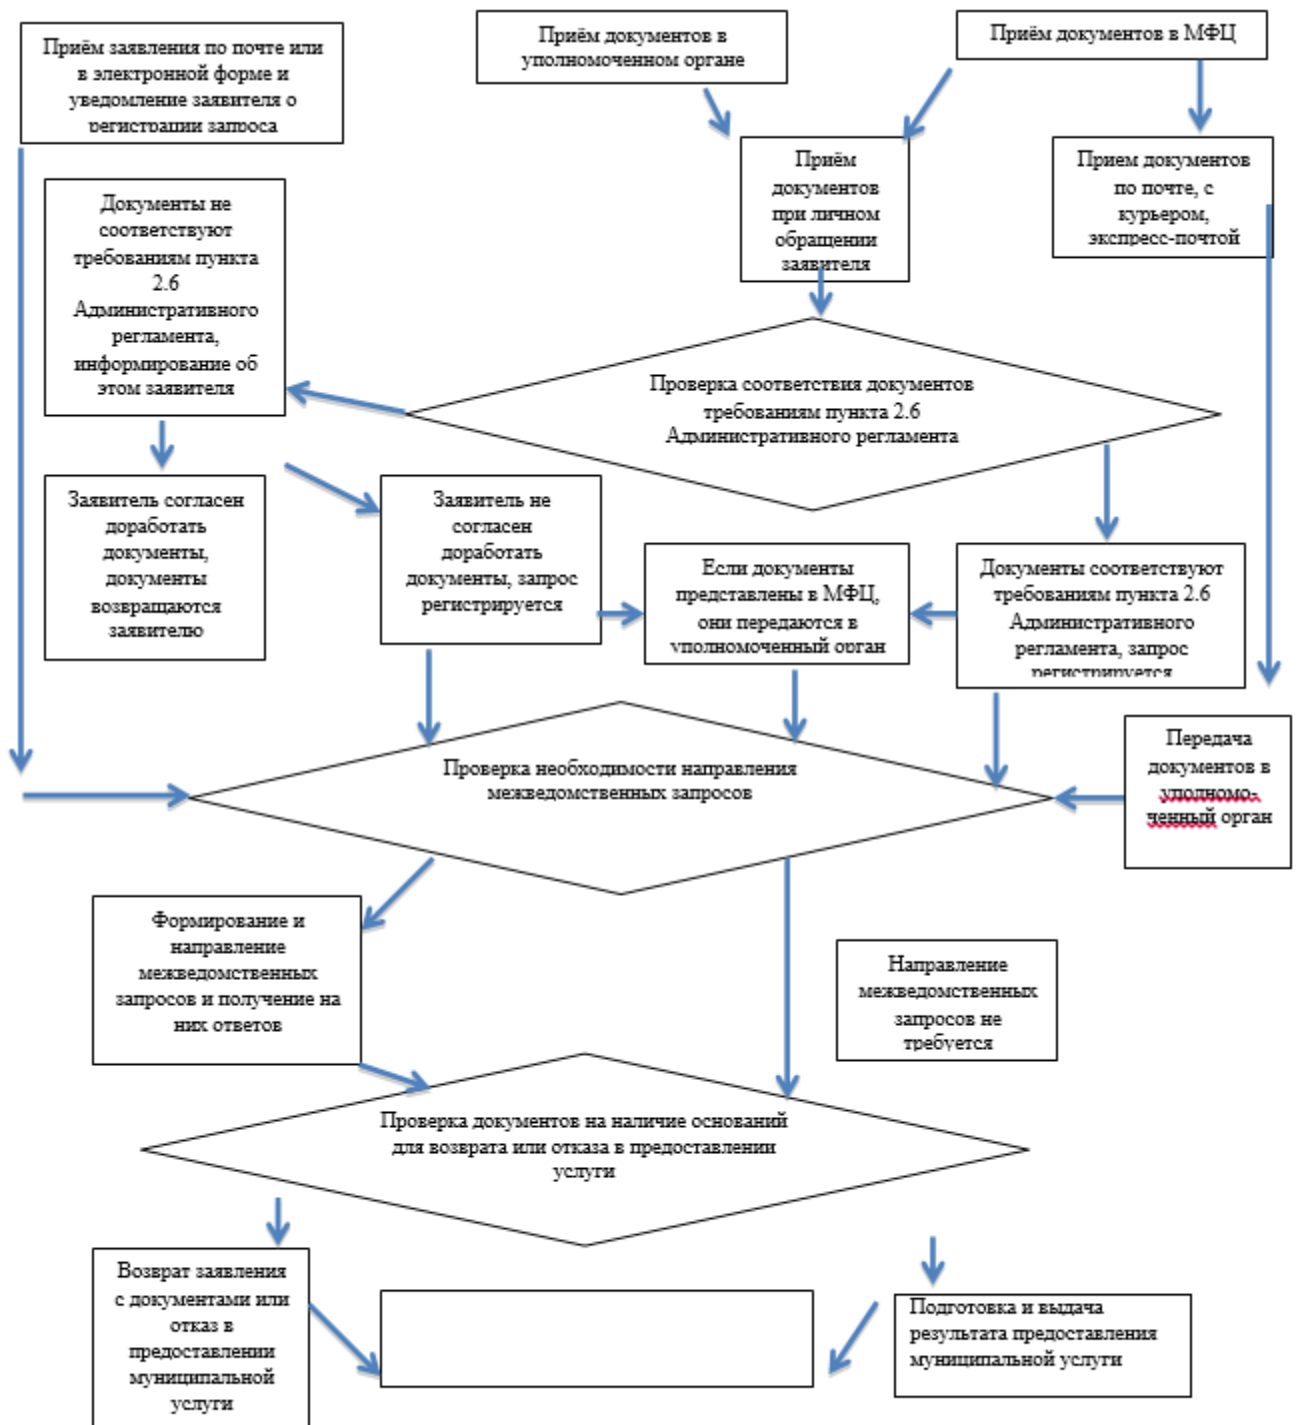 Приём заявления по почте или
в электронной форме и
уведомление заявителя о
регистрации запроса
Приём документов в
уполномоченном органе
Приём документов в МФЦ
Приём
документов
при личном
обращении
заявителя
Прием документов
по почте, с
курьером,
экспресс-почтой
Документы не
соответствуют
требованиям пункта
2.6
Административного
регламента,
информирование об
этом заявителя
Проверка соответствия документов
требованиям пункта 2.6
Административного регламента
Заявитель согласен
доработать
документы,
документы
возвращаются
заявителю
Заявитель не
согласен
доработать
документы, запрос
регистрируется
Если документы
представлены в МФЦ,
они передаются в
уполномоченный орган
Документы соответствуют
требованиям пункта 2.6
Административного
регламента, запрос
регистрируется
Передача
документов в
уполномо-
ченный орган
Проверка необходимости направления
межведомственных запросов
Формирование и
направление
межведомственных
запросов и получение на
них ответов
Направление
межведомственных
запросов не
требуется
Проверка документов на наличие оснований
для возврата или отказа в предоставлении
услуги
Возврат заявления
с документами или
отказ в
предоставлении
муниципальной
услуги
Подготовка и выдача
результата предоставления
муниципальной услуги